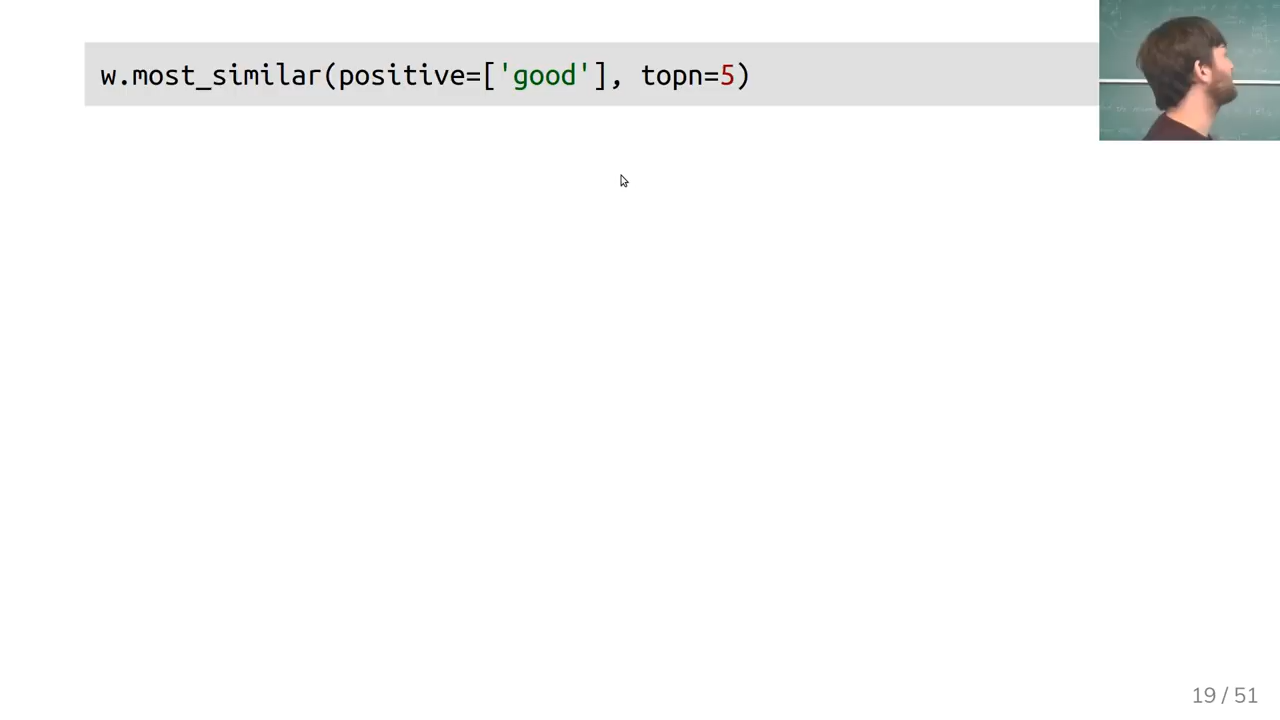 w.most_similar(positive=['good'], topn=5)
19 / 51